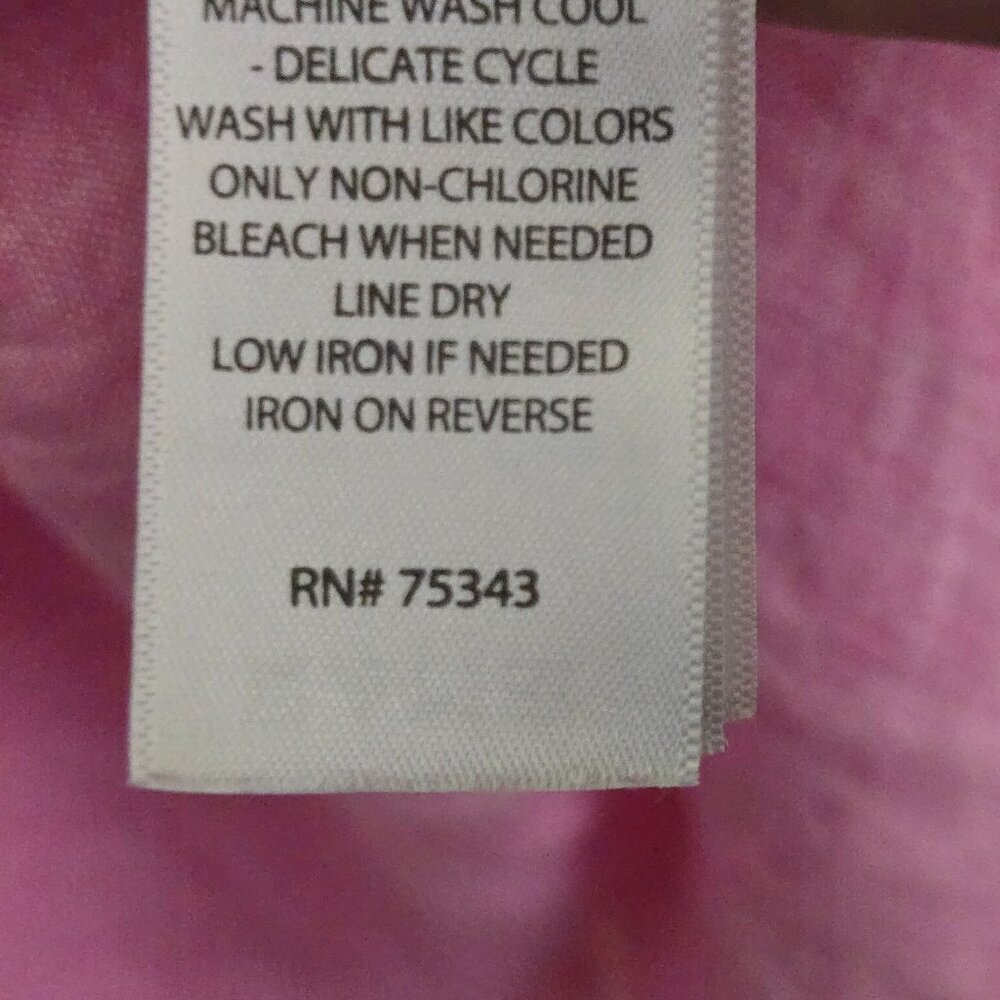 MACHINE WASH COOL
- DELICATE CYCLE
WASH WITH LIKE COLORS
ONLY NON-CHLORINE
BLEACH WHEN NEEDED
LINE DRY
LOW IRON IF NEEDED
IRON ON REVERSE
RN# 75343